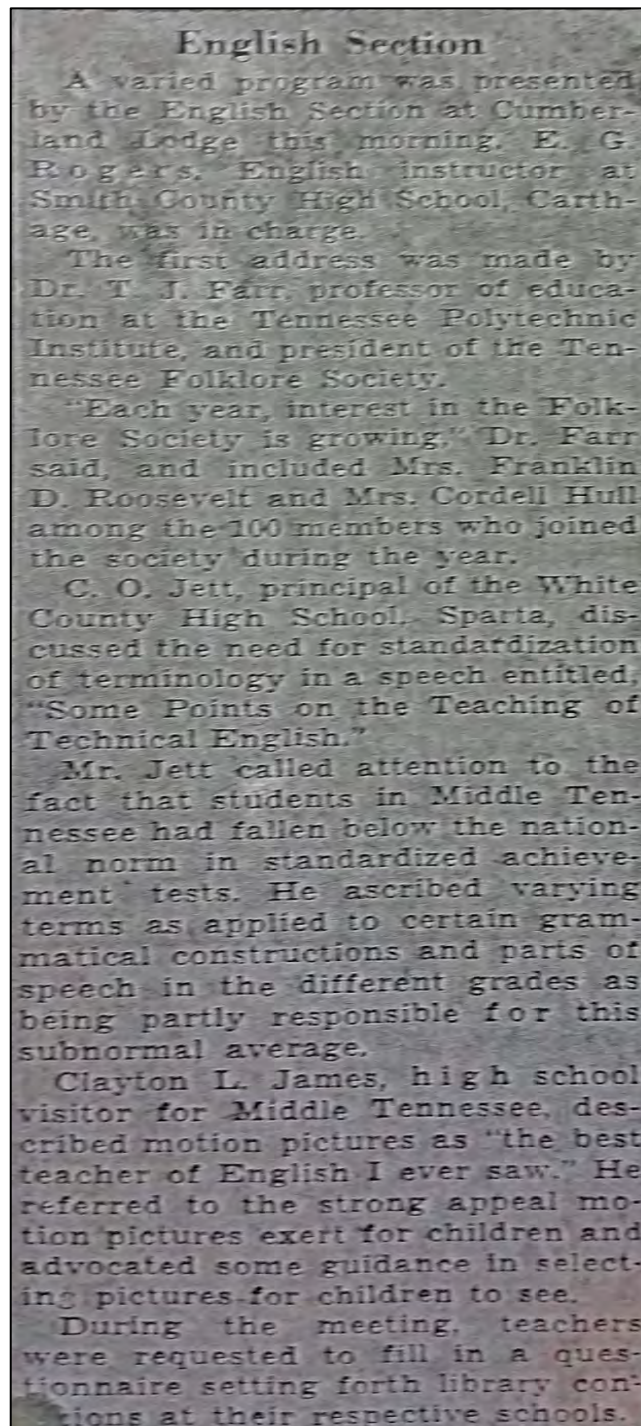 English Section
A varied program was presented
by the English Section at Cumber-
land Lodge this morning. E. G.
Rogers, English instructor at
Smith County High School, Carth-
age, was in charge.
The first address was made by
Dr. T. J. Farr, professor of educa-
tion at the Tennessee Polytechnic
Institute, and president of the Ten-
nessee Folklore Society.
"Each year, interest in the Folk-
lore Society is growing," Dr. Farr
said, and included Mrs. Franklin
D. Roosevelt and Mrs. Cordell Hull
among the 100 members who joined
the society during the year.
C. O. Jett, principal of the White
County High School, Sparta, dis-
cussed the need for standardization
of terminology in a speech entitled,
"Some Points on the Teaching of
Technical English."
Mr. Jett called attention to the
fact that students in Middle Ten-
nessee had fallen below the nation-
al norm in standardized achieve-
ment tests. He ascribed varying
terms as applied to certain gram-
matical constructions and parts of
speech in the different grades as
being partly responsible for this
subnormal average.
Clayton L. James, high school
visitor for Middle Tennessee, des-
cribed motion pictures as "the best
teacher of English I ever saw." He
referred to the strong appeal mo-
tion pictures exert for children and
advocated some guidance in select-
ing pictures for children to see.
During the meeting, teachers
were requested to fill in a ques-
tionnaire setting forth library con-
tions at their respective schools.